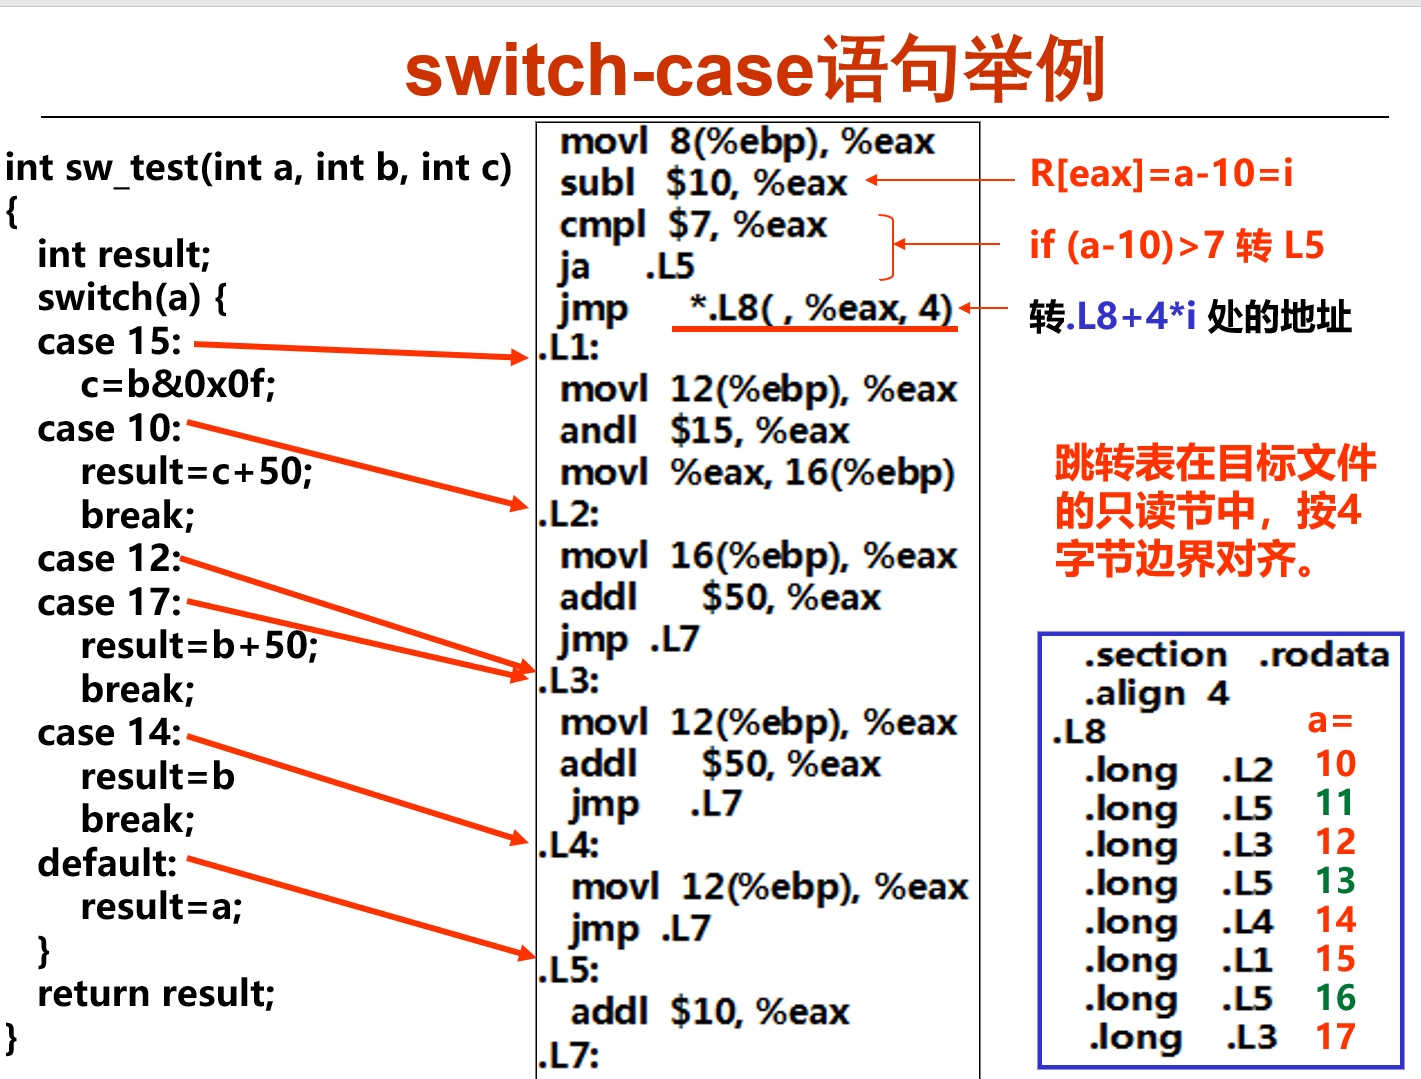 switch-case语句举例
int sw_test(int a, int b, int c)
{
int result;
switch(a) {
case 15:
c=b&0x0f;
case 10:
result=c+50;
break;
case 12:
case 17:
result=b+50;
break;
case 14:
result=b
break;
default:
result=a;
}
return result;
}
movl 8(%ebp), %eax
subl $10, %eax
cmpl $7, %eax
ja .L5
jmp *.L8( , %eax, 4)
.L1:
movl 12(%ebp), %eax
andl $15, %eax
movl %eax, 16(%ebp)
.L2:
movl 16(%ebp), %eax
addl $50, %eax
jmp .L7
.L3:
movl 12(%ebp), %eax
addl $50, %eax
jmp .L7
.L4:
movl 12(%ebp), %eax
jmp .L7
.L5:
addl $10, %eax
.L7:
R[eax]=a-10=i
if (a-10)>7 转 L5
转.L8+4*i 处的地址
跳转表在目标文件
的只读节中，按4
字节边界对齐。
.section .rodata
.align 4
.L8 a=
.long .L2 10
.long .L5 11
.long .L3 12
.long .L5 13
.long .L4 14
.long .L1 15
.long .L5 16
.long .L3 17